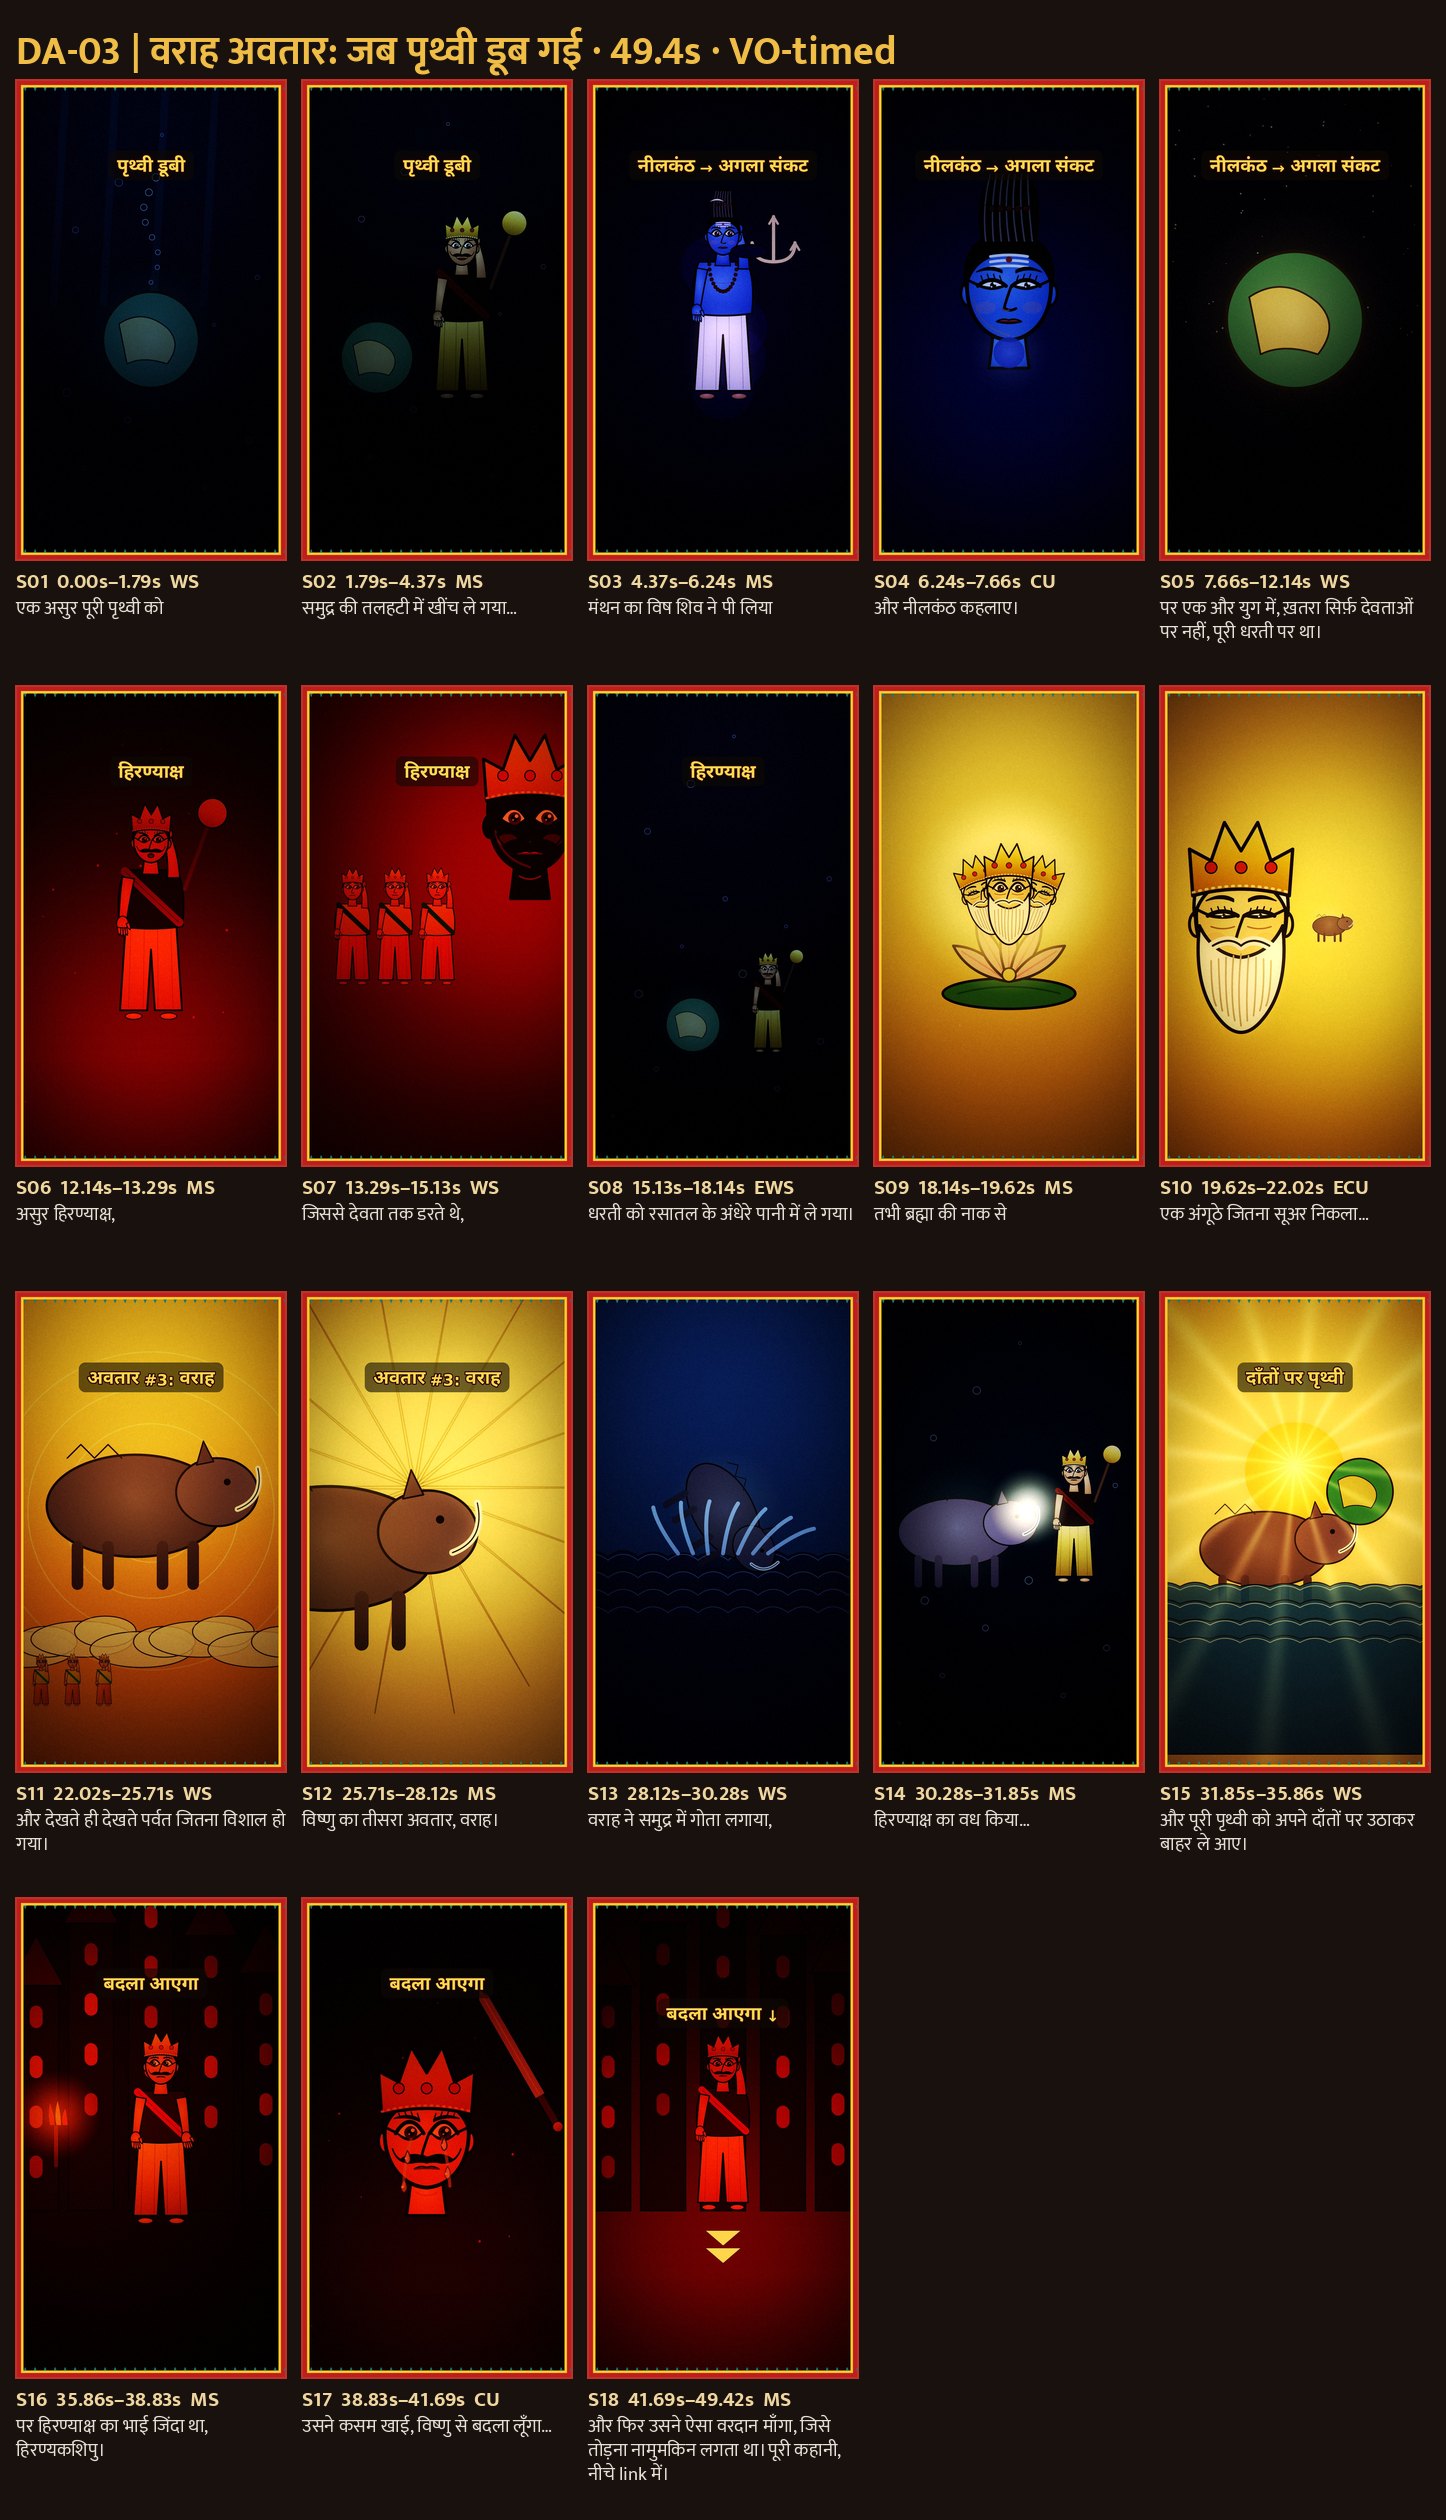 DA-03 | वराह अवतार: जब पृथ्वी डूब गई · 49.4s · VO-timed
पृथ्वी डूबी
पृथ्वी डूबी
नीलकंठ → अगला संकट
नीलकंठ → अगला संकट
नीलकंठ → अगला संकट
S01 0.00s–1.79s WS
एक असुर पूरी पृथ्वी को
S02 1.79s–4.37s MS
समुद्र की तलहटी में खींच ले गया...
S03 4.37s–6.24s MS
मंथन का विष शिव ने पी लिया
S04 6.24s–7.66s CU
और नीलकंठ कहलाए।
S05 7.66s–12.14s WS
पर एक और युग में, ख़तरा सिर्फ़ देवताओं
पर नहीं, पूरी धरती पर था।
हिरण्याक्ष
हिरण्याक्ष
हिरण्याक्ष
S06 12.14s–13.29s MS
असुर हिरण्याक्ष,
S07 13.29s–15.13s WS
जिससे देवता तक डरते थे,
S08 15.13s–18.14s EWS
धरती को रसातल के अंधेरे पानी में ले गया।
S09 18.14s–19.62s MS
तभी ब्रह्मा की नाक से
S10 19.62s–22.02s ECU
एक अंगूठे जितना सूअर निकला...
अवतार #3: वराह
अवतार #3: वराह
दाँतों पर पृथ्वी
S11 22.02s–25.71s WS
और देखते ही देखते पर्वत जितना विशाल हो
गया।
S12 25.71s–28.12s MS
विष्णु का तीसरा अवतार, वराह।
S13 28.12s–30.28s WS
वराह ने समुद्र में गोता लगाया,
S14 30.28s–31.85s MS
हिरण्याक्ष का वध किया...
S15 31.85s–35.86s WS
और पूरी पृथ्वी को अपने दाँतों पर उठाकर
बाहर ले आए।
बदला आएगा
बदला आएगा
बदला आएगा ↓
S16 35.86s–38.83s MS
पर हिरण्याक्ष का भाई जिंदा था,
हिरण्यकशिपु।
S17 38.83s–41.69s CU
उसने कसम खाई, विष्णु से बदला लूँगा...
S18 41.69s–49.42s MS
और फिर उसने ऐसा वरदान माँगा, जिसे
तोड़ना नामुमकिन लगता था। पूरी कहानी,
नीचे link में।